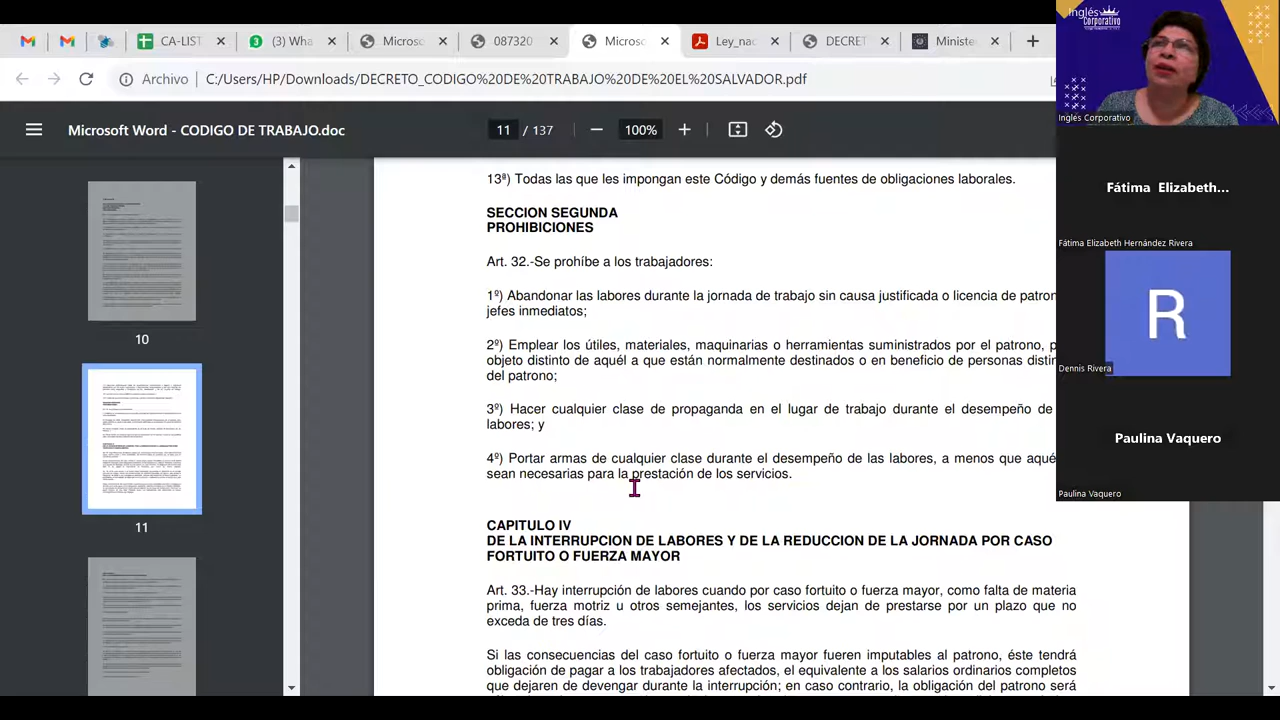 CA-LIST
3
(3) Wha
microso
087320
Microso
Ley_nac
DECRET
Ministe
Archivo
C:/Users/HP/Downloads/DECRETO_CODIGO%20DE%20TRABAJO%20DE%20EL%20SALVADOR.pdf
Microsoft Word - CODIGO DE TRABAJO.doc
11 / 137
100%
10
11
13ª) Todas las que les impongan este Código y demás fuentes de obligaciones laborales.
SECCION SEGUNDA
PROHIBCIONES
Art. 32.-Se prohíbe a los trabajadores:
1º) Abandonar las labores durante la jornada de trabajo sin causa justificada o licencia de patron
jefes inmediatos;
2º) Emplear los útiles, materiales, maquinarias o herramientas suministrados por el patrono, p
objeto distinto de aquél a que están normalmente destinados o en beneficio de personas distin
del patrono;
3º) Hacer cualquier clase de propaganda en el lugar de trabajo durante el desempeño de
labores; y
4º) Portar armas de cualquier clase durante el desempeño de las labores, a menos que aqué
sean necesarias para la prestación de los servicios.
CAPITULO IV
DE LA INTERRUPCION DE LABORES Y DE LA REDUCCION DE LA JORNADA POR CASO
FORTUITO O FUERZA MAYOR
Art. 33.-Hay interrupción de labores cuando por caso fortuito o fuerza mayor, como falta de materia
prima, fuerza motriz u otros semejantes, los servicios dejan de prestarse por un plazo que no
exceda de tres días.
Si las consecuencias del caso fortuito o fuerza mayor fueren imputables al patrono, éste tendrá
obligación de pagar a los trabajadores afectados, el equivalente a los salarios ordinarios completos
que dejaren de devengar durante la interrupción; en caso contrario, la obligación del patrono será
Inglés
Corporativo
Inglés Corporativo
Fátima Elizabeth...
Fátima Elizabeth Hernández Rivera
R
Dennis Rivera
Paulina Vaquero
Paulina Vaquero